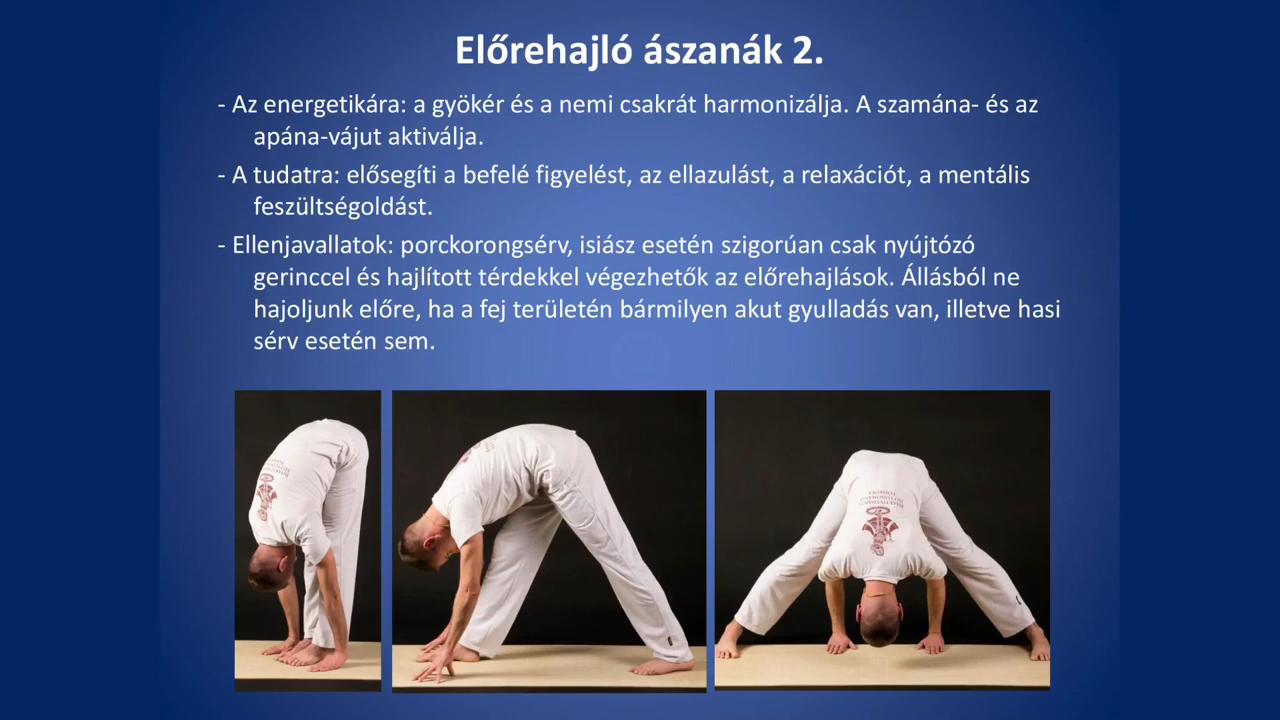 Előrehajló ászanák 2.
- Az energetikára: a gyökér és a nemi csakrát harmonizálja. A szamána- és az
apána-vájut aktiválja.
- A tudatra: elősegíti a befelé figyelést, az ellazulást, a relaxációt, a mentális
feszültségoldást.
- Ellenjavallatok: porckorongsérv, isiász esetén szigorúan csak nyújtózó
gerinccel és hajlított térdekkel végezhetők az előrehajlások. Állásból ne
hajoljunk előre, ha a fej területén bármilyen akut gyulladás van, illetve hasi
sérv esetén sem.